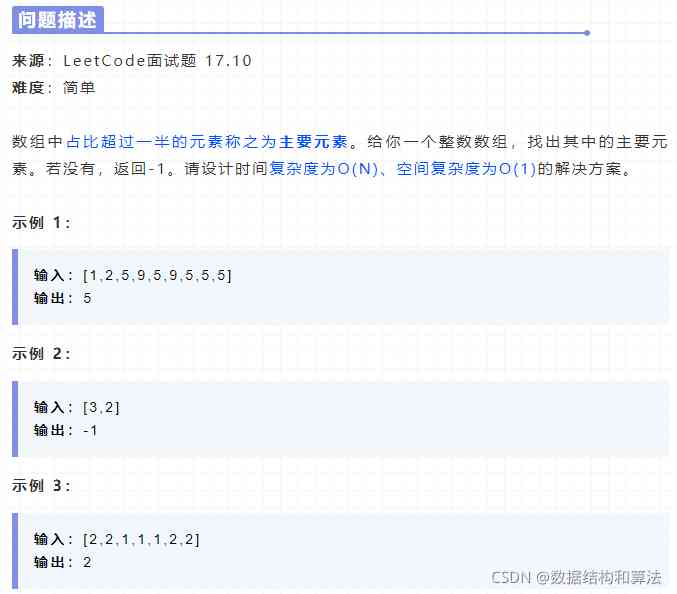 问题描述
来源：LeetCode面试题 17.10
难度：简单
数组中占比超过一半的元素称之为主要元素。给你一个整数数组，找出其中的主要元
素。若没有，返回-1。请设计时间复杂度为O(N)、空间复杂度为O(1)的解决方案。
示例 1：
输入：[1,2,5,9,5,9,5,5,5]
输出：5
示例 2：
输入：[3,2]
输出：-1
示例 3：
输入：[2,2,1,1,1,2,2]
输出：2
CSDN @数据结构和算法